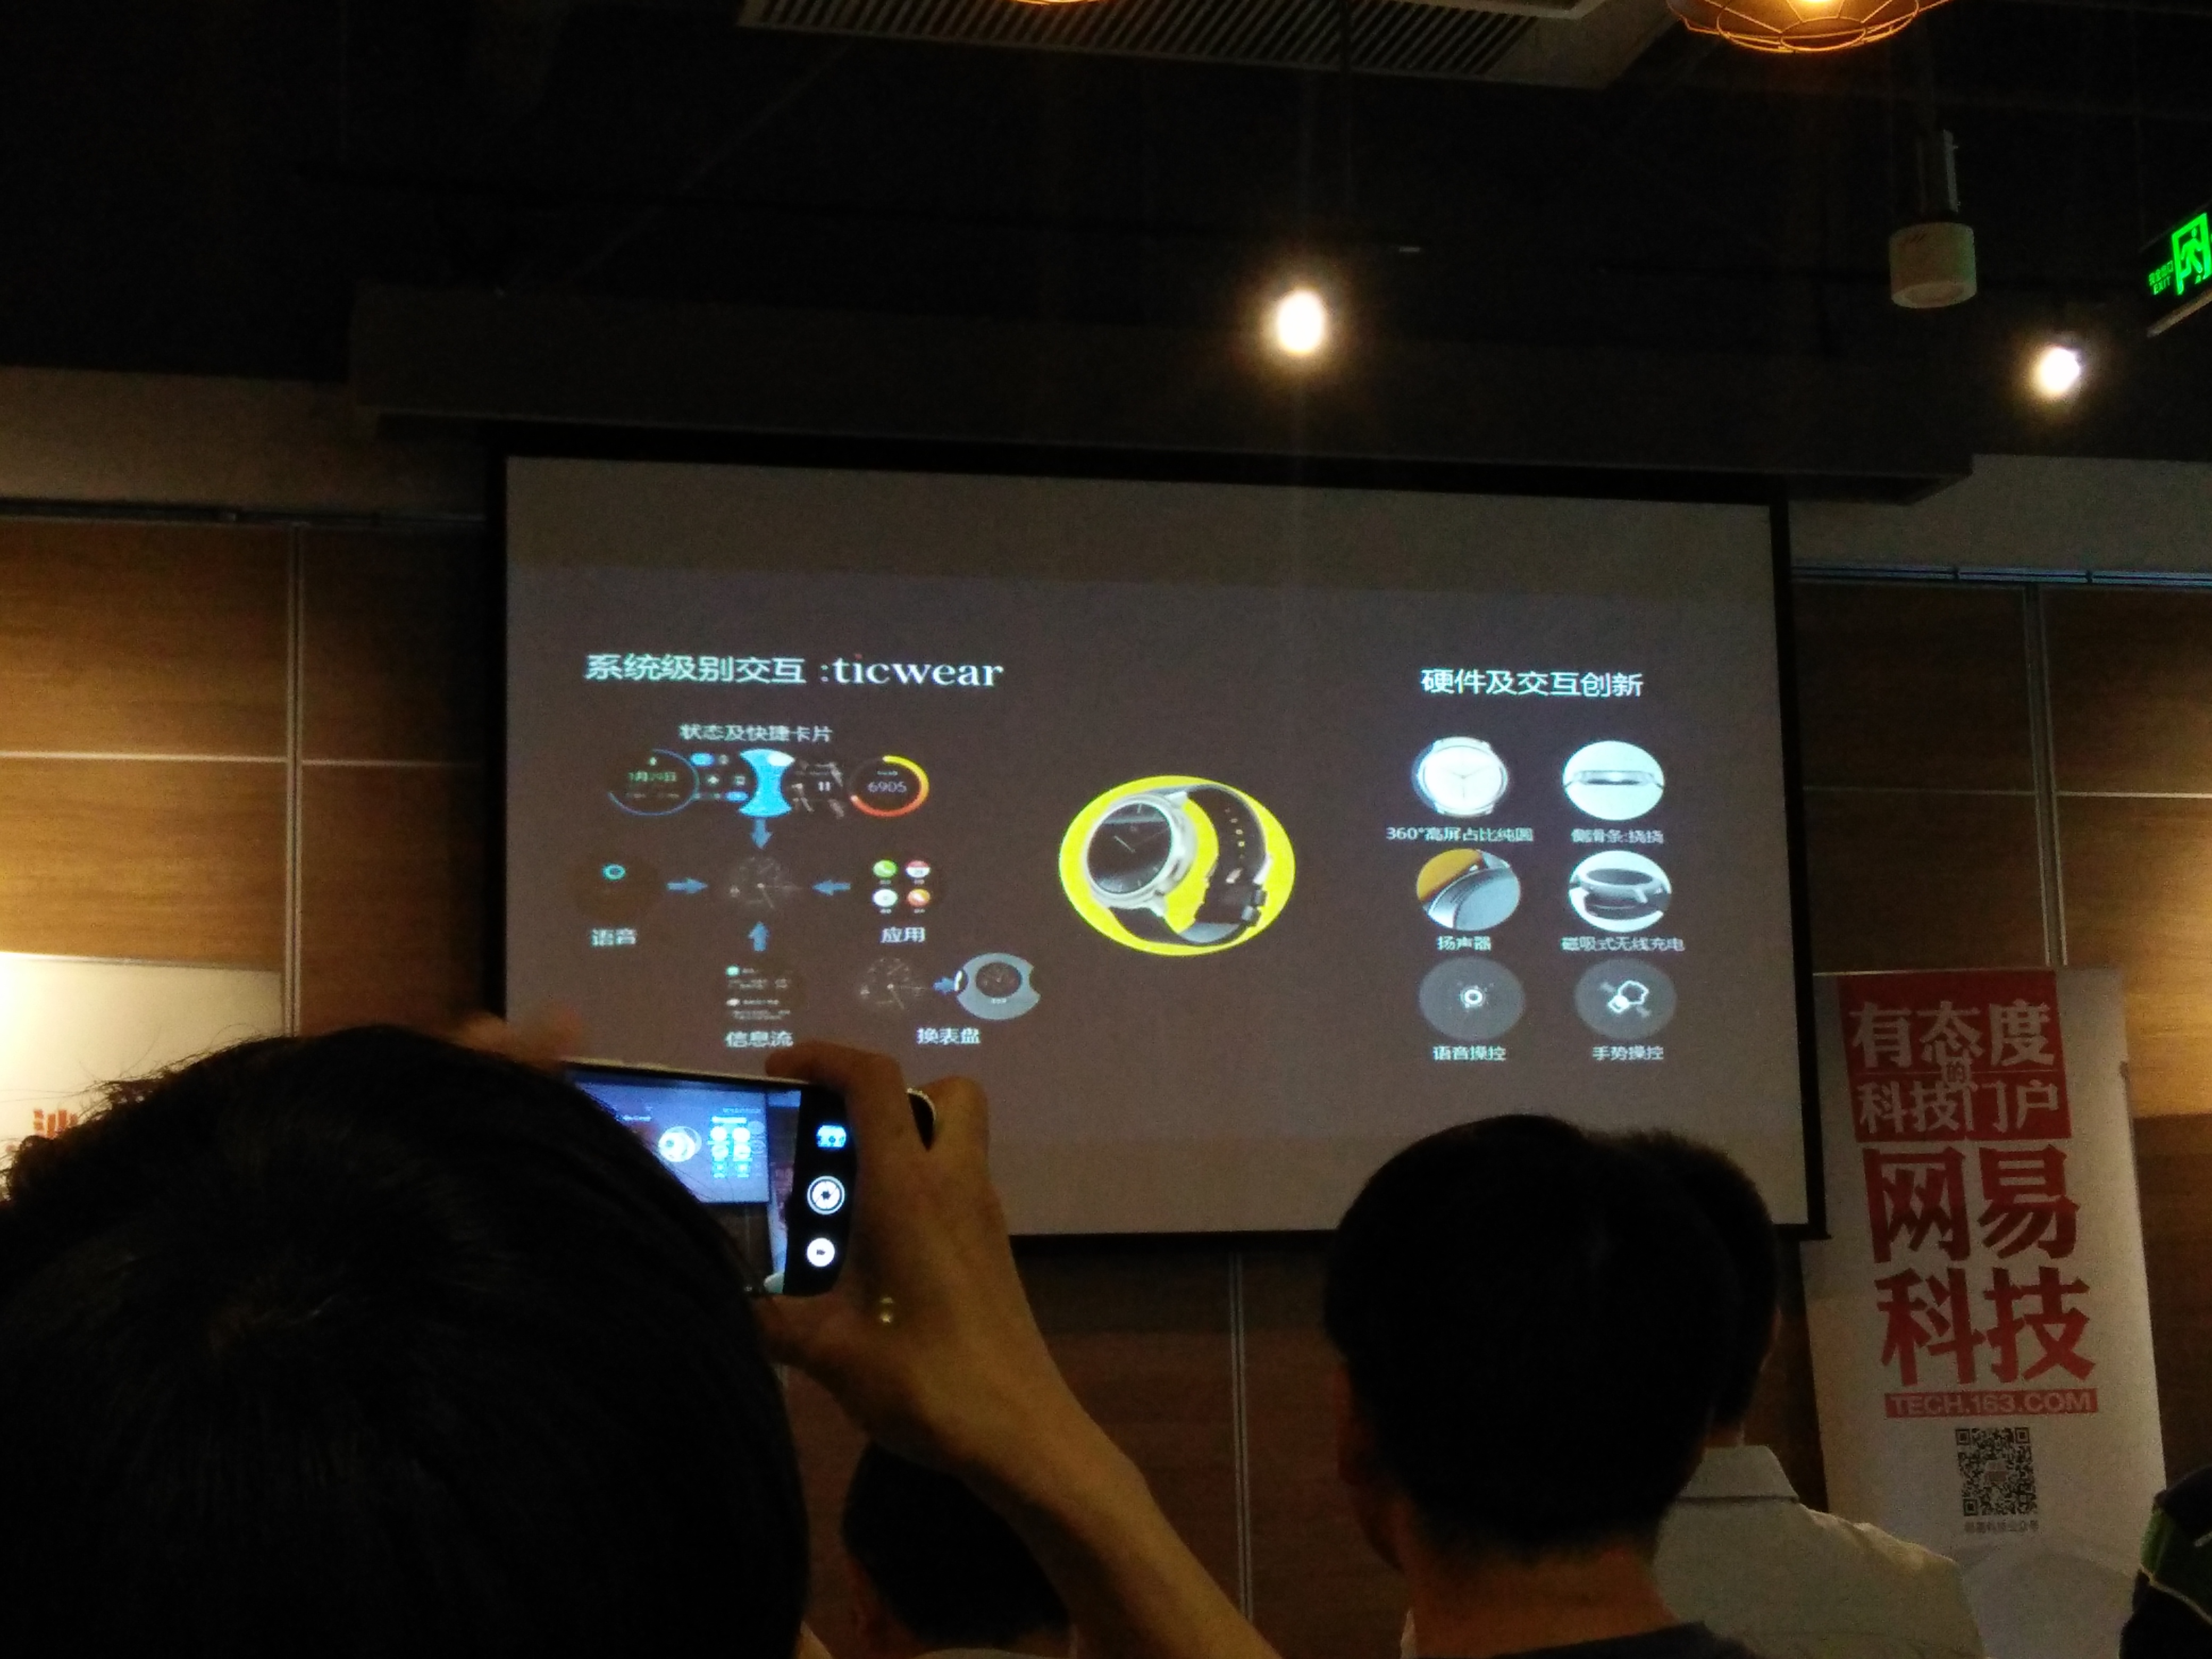 系统级别交互 :ticwear
硬件及交互创新
状态及快捷卡片
6905
360°高屏占比纯圆
侧滑条:挠挠
语音
应用
扬声器
磁吸式无线充电
信息流
换表盘
语音操控
手势操控
EXIT
有态度
的
科技门户
网易
科技
TECH.163.COM